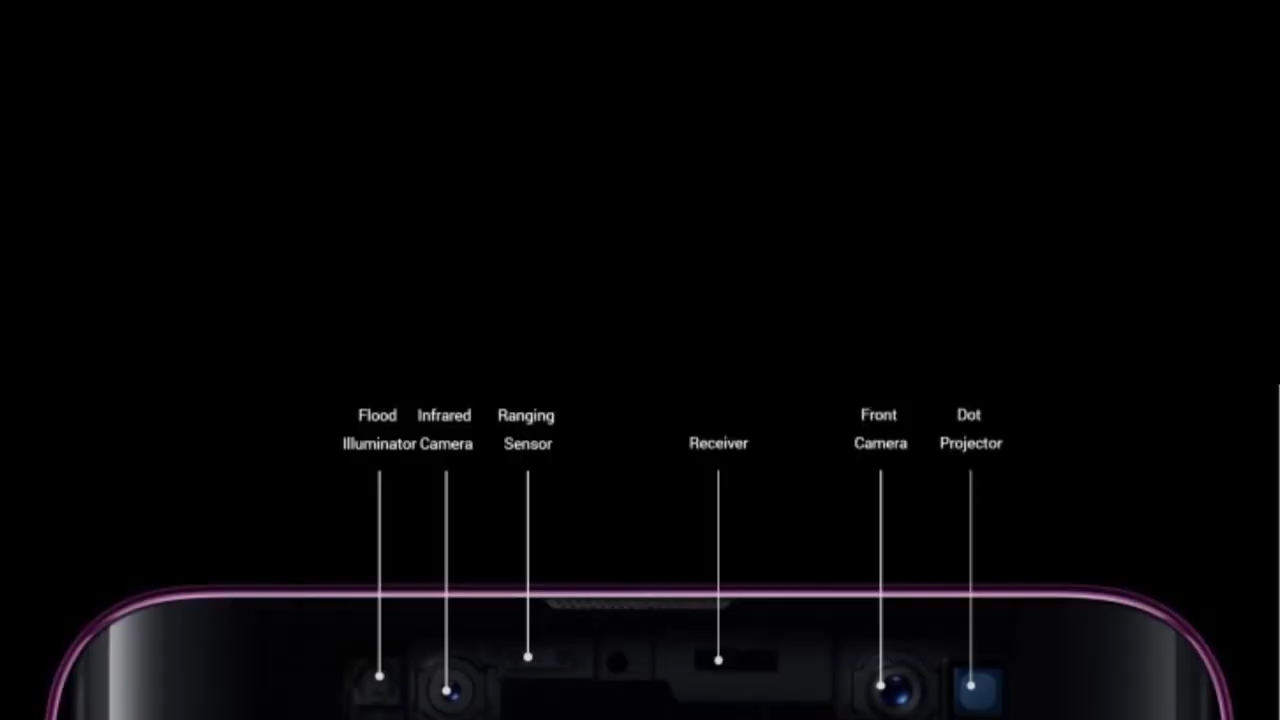 Flood Infrared Ranging Front Dot
Illuminator Camera Sensor Receiver Camera Projector